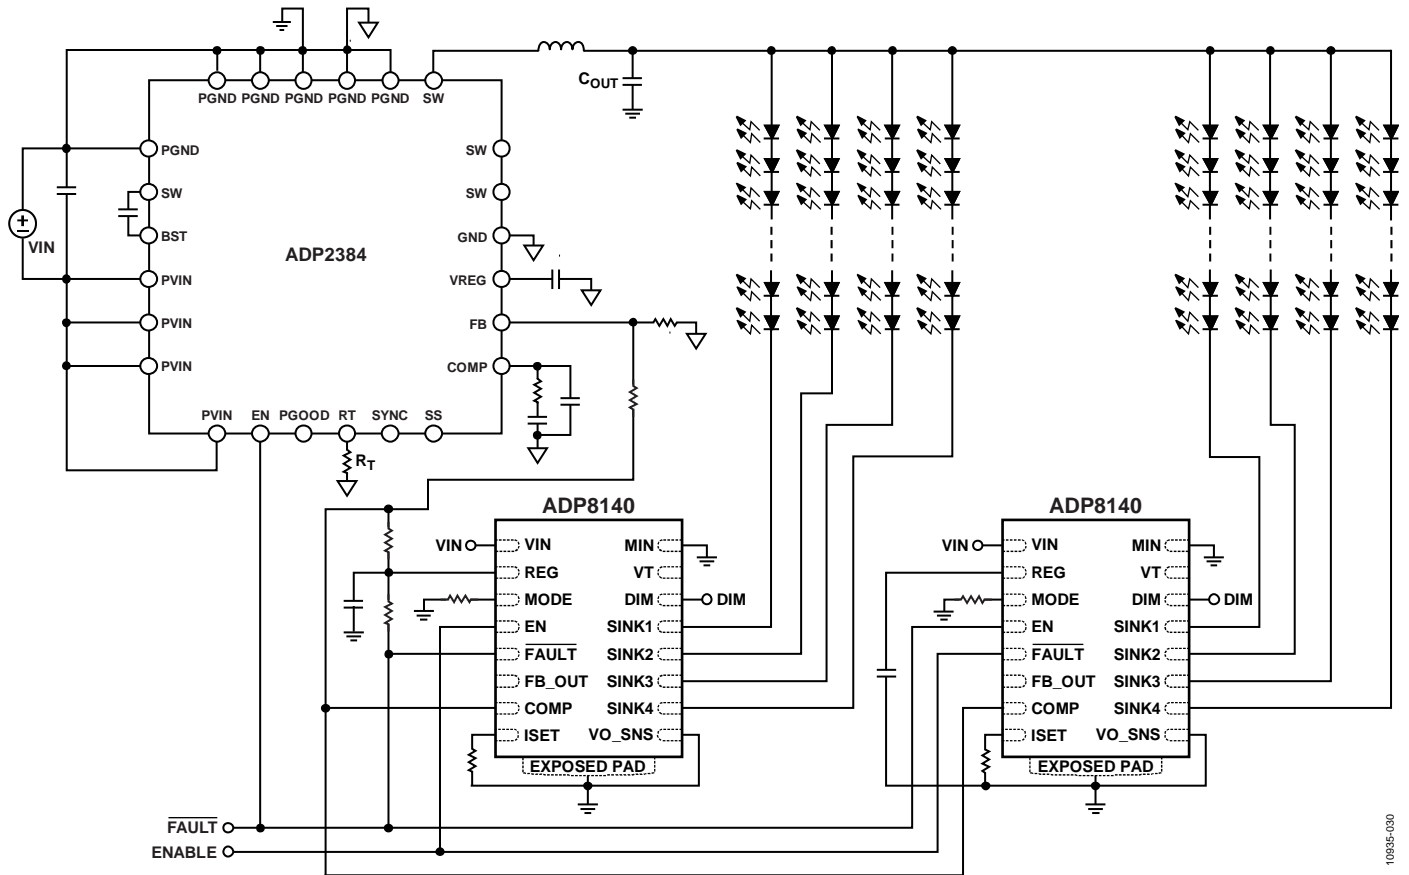 PGND PGND PGND PGND PGND SW
C_OUT
PGND
SW
BST
PVIN
PVIN
PVIN
VIN
ADP2384
SW
SW
GND
VREG
FB
COMP
PVIN EN PGOOD RT SYNC SS
R_T
ADP8140
VIN
VIN
REG
MODE
EN
FAULT
FB_OUT
COMP
ISET
MIN
VT
DIM
DIM
SINK1
SINK2
SINK3
SINK4
VO_SNS
EXPOSED PAD
ADP8140
VIN
VIN
REG
MODE
EN
FAULT
FB_OUT
COMP
ISET
MIN
VT
DIM
DIM
SINK1
SINK2
SINK3
SINK4
VO_SNS
EXPOSED PAD
FAULT
ENABLE
10935-030